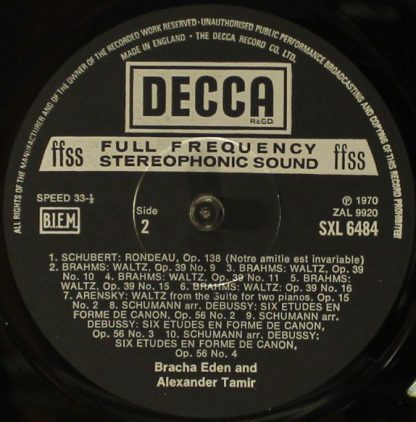 ALL RIGHTS OF THE MANUFACTURER AND OF THE OWNER OF THE RECORDED WORK RESERVED · UNAUTHORISED PUBLIC PERFORMANCE BROADCASTING AND COPYING OF THIS RECORD PROHIBITED
MADE IN ENGLAND · THE DECCA RECORD CO. LTD.
DECCA
REGD.
ffss FULL FREQUENCY STEREOPHONIC SOUND ffss
SPEED 33-⅓
B.I.E.M.
Side
2
℗ 1970
ZAL 9920
SXL 6484
1. SCHUBERT: RONDEAU, Op. 138 (Notre amitie est invariable)
2. BRAHMS: WALTZ, Op. 39 No. 9 3. BRAHMS: WALTZ, Op. 39
No. 10 4. BRAHMS: WALTZ, Op. 39 No. 11 5. BRAHMS:
WALTZ, Op. 39 No. 15 6. BRAHMS: WALTZ, Op. 39 No. 16
7. ARENSKY: WALTZ from the Suite for two pianos, Op. 15
No. 2 8. SCHUMANN arr. DEBUSSY: SIX ETUDES EN
FORME DE CANON, Op. 56 No. 2 9. SCHUMANN arr.
DEBUSSY: SIX ETUDES EN FORME DE CANON,
Op. 56 No. 3 10. SCHUMANN arr. DEBUSSY:
SIX ETUDES EN FORME DE CANON,
Op. 56 No. 4
Bracha Eden and
Alexander Tamir